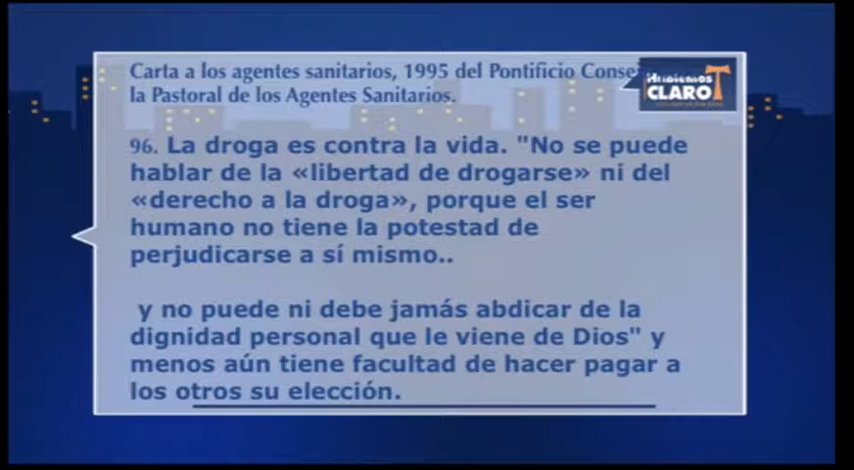 Carta a los agentes sanitarios, 1995 del Pontificio
la Pastoral de los Agentes Sanitarios.
Hablemos
CLARO
96. La droga es contra la vida. "No se puede
hablar de la «libertad de drogarse» ni del
«derecho a la droga», porque el ser
humano no tiene la potestad de
perjudicarse a sí mismo..
y no puede ni debe jamás abdicar de la
dignidad personal que le viene de Dios" y
menos aún tiene facultad de hacer pagar a
los otros su elección.